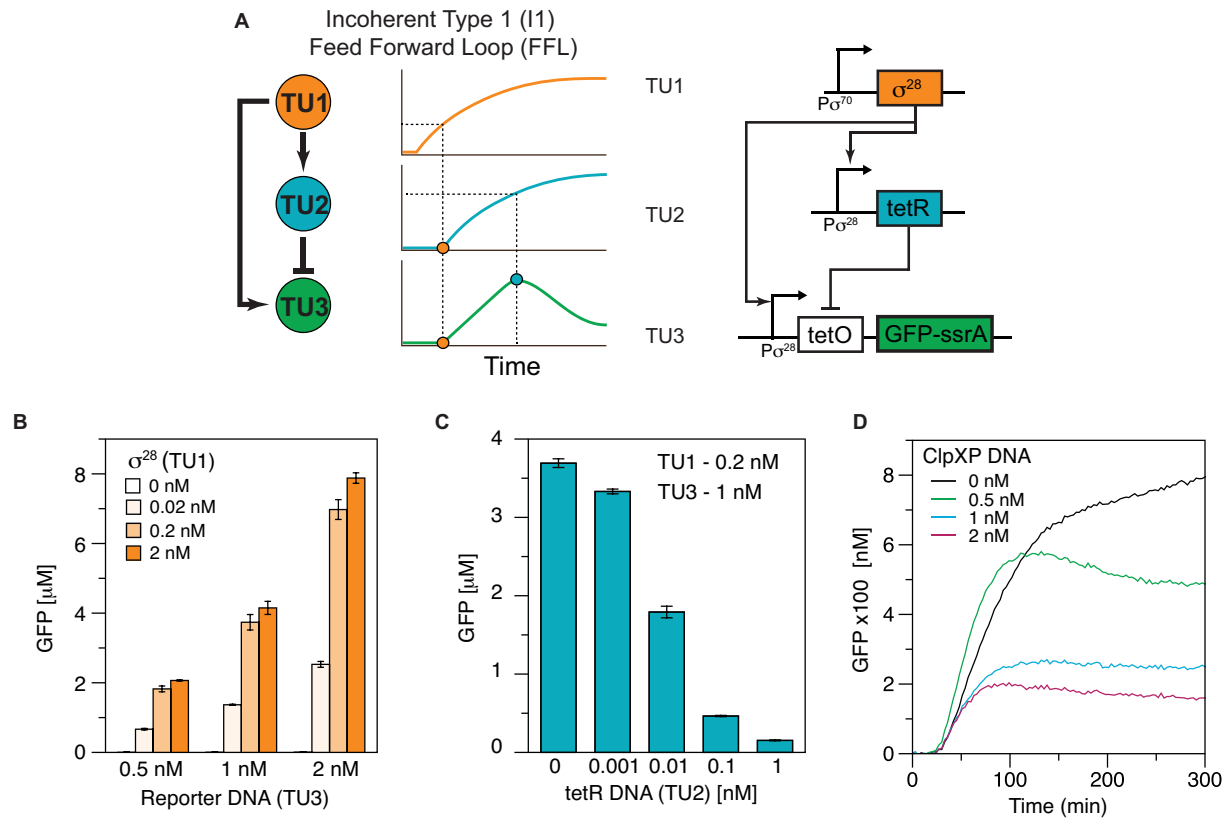 A
Incoherent Type 1 (I1)
Feed Forward Loop (FFL)
TU1
TU2
TU3
TU1
TU2
TU3
Time
Pσ⁷⁰
σ²⁸
Pσ²⁸
tetR
Pσ²⁸
tetO
GFP-ssrA
B
σ²⁸ (TU1)
0 nM
0.02 nM
0.2 nM
2 nM
GFP [μM]
8
6
4
2
0
0.5 nM
1 nM
2 nM
Reporter DNA (TU3)
C
TU1 - 0.2 nM
TU3 - 1 nM
GFP [μM]
4
3
2
1
0
0
0.001
0.01
0.1
1
tetR DNA (TU2) [nM]
D
ClpXP DNA
0 nM
0.5 nM
1 nM
2 nM
GFP x100 [nM]
8
6
4
2
0
0
100
200
300
Time (min)